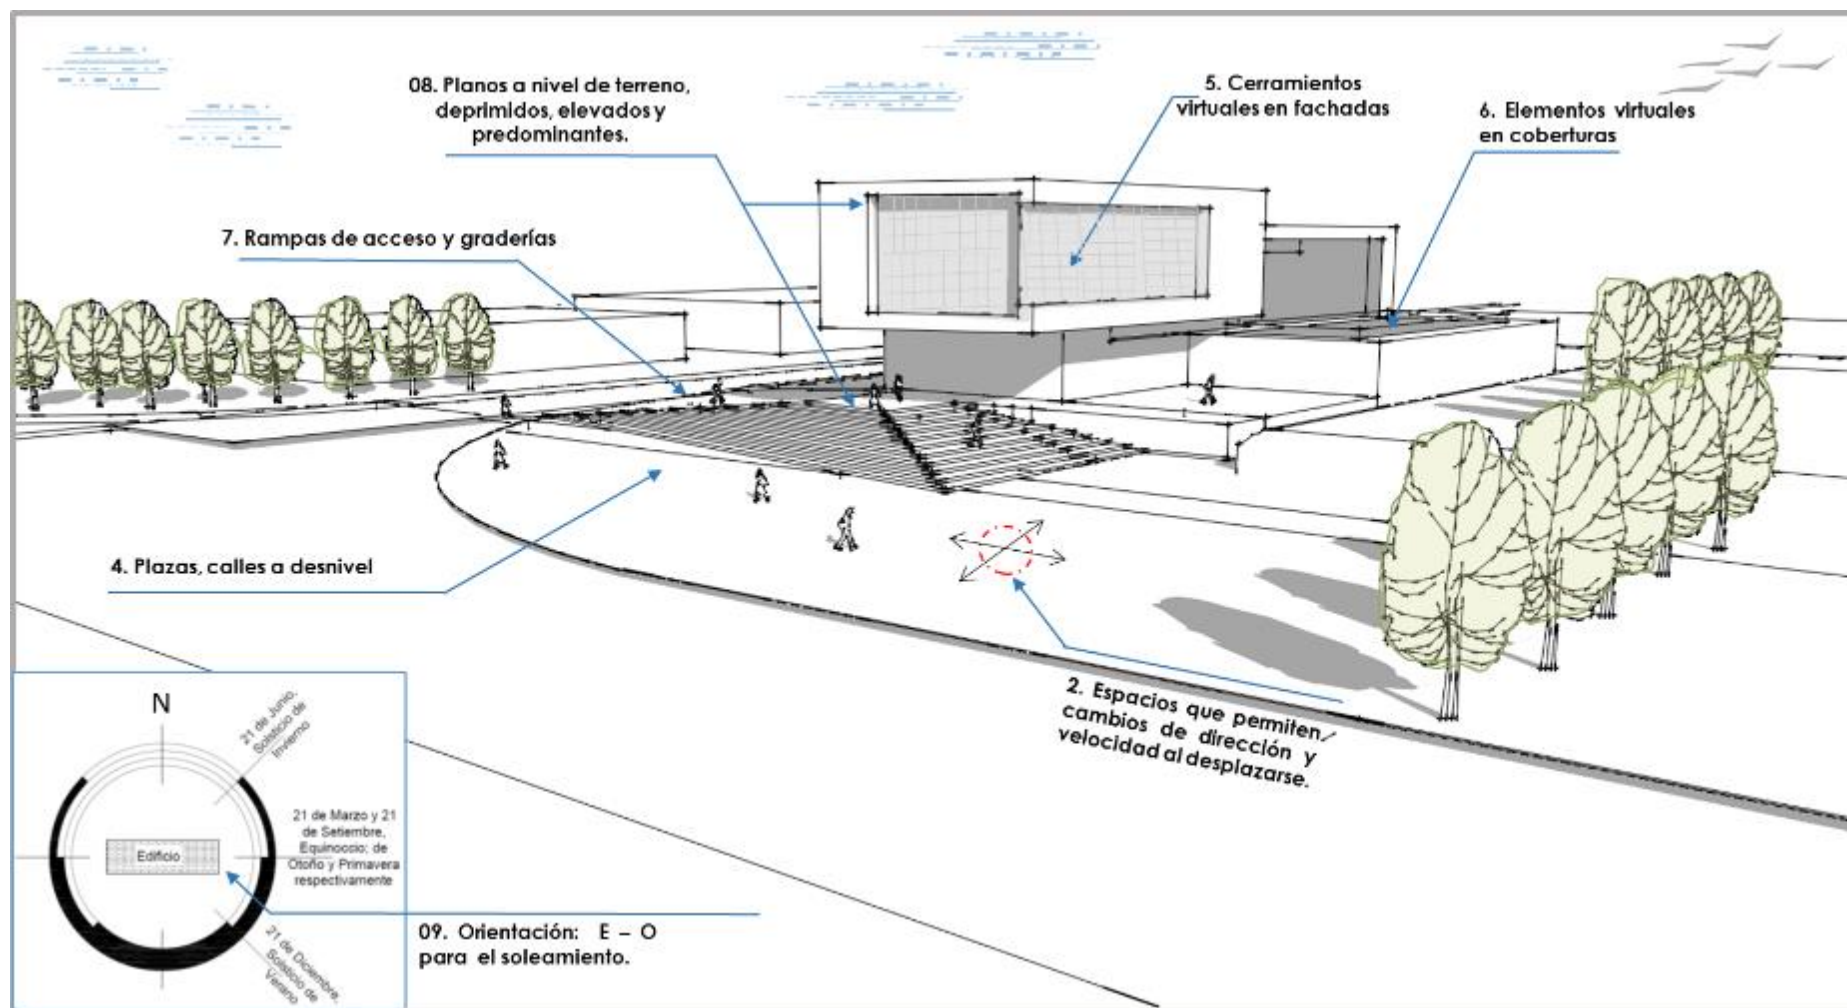 08. Planos a nivel de terreno,
deprimidos, elevados y
predominantes.
5. Cerramientos
virtuales en fachadas
6. Elementos virtuales
en coberturas
7. Rampas de acceso y graderías
4. Plazas, calles a desnivel
2. Espacios que permiten
cambios de dirección y
velocidad al desplazarse.
N
21 de Junio,
Solsticio de
Invierno
21 de Marzo y 21
de Setiembre,
Equinoccio; de
Otoño y Primavera
respectivamente
Edificio
21 de Diciembre,
Solsticio de
Verano
09. Orientación: E – O
para el soleamiento.